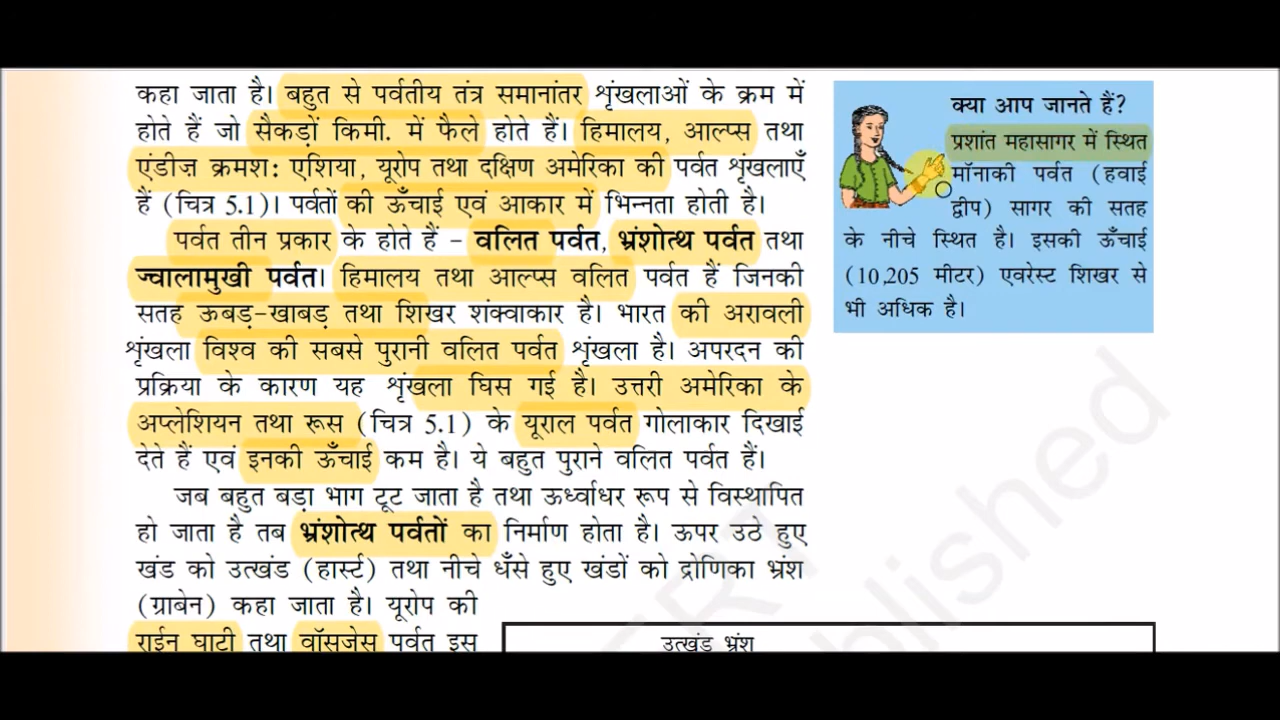 कहा जाता है। बहुत से पर्वतीय तंत्र समानांतर शृंखलाओं के क्रम में
होते हैं जो सैकड़ों किमी. में फैले होते हैं। हिमालय, आल्प्स तथा
एंडीज़ क्रमश: एशिया, यूरोप तथा दक्षिण अमेरिका की पर्वत शृंखलाएँ
हैं (चित्र 5.1)। पर्वतों की ऊँचाई एवं आकार में भिन्नता होती है।
पर्वत तीन प्रकार के होते हैं – वलित पर्वत, भ्रंशोत्थ पर्वत तथा
ज्वालामुखी पर्वत। हिमालय तथा आल्प्स वलित पर्वत हैं जिनकी
सतह ऊबड़-खाबड़ तथा शिखर शंक्वाकार है। भारत की अरावली
शृंखला विश्व की सबसे पुरानी वलित पर्वत शृंखला है। अपरदन की
प्रक्रिया के कारण यह शृंखला घिस गई है। उत्तरी अमेरिका के
अप्लेशियन तथा रूस (चित्र 5.1) के यूराल पर्वत गोलाकार दिखाई
देते हैं एवं इनकी ऊँचाई कम है। ये बहुत पुराने वलित पर्वत हैं।
जब बहुत बड़ा भाग टूट जाता है तथा ऊर्ध्वाधर रूप से विस्थापित
हो जाता है तब भ्रंशोत्थ पर्वतों का निर्माण होता है। ऊपर उठे हुए
खंड को उत्खंड (हार्स्ट) तथा नीचे धँसे हुए खंडों को द्रोणिका भ्रंश
(ग्राबेन) कहा जाता है। यूरोप की
राईन घाटी तथा वॉसजेस पर्वत इस
क्या आप जानते हैं?
प्रशांत महासागर में स्थित
मॉनाकी पर्वत (हवाई
द्वीप) सागर की सतह
के नीचे स्थित है। इसकी ऊँचाई
(10,205 मीटर) एवरेस्ट शिखर से
भी अधिक है।
उत्खंड भ्रंश